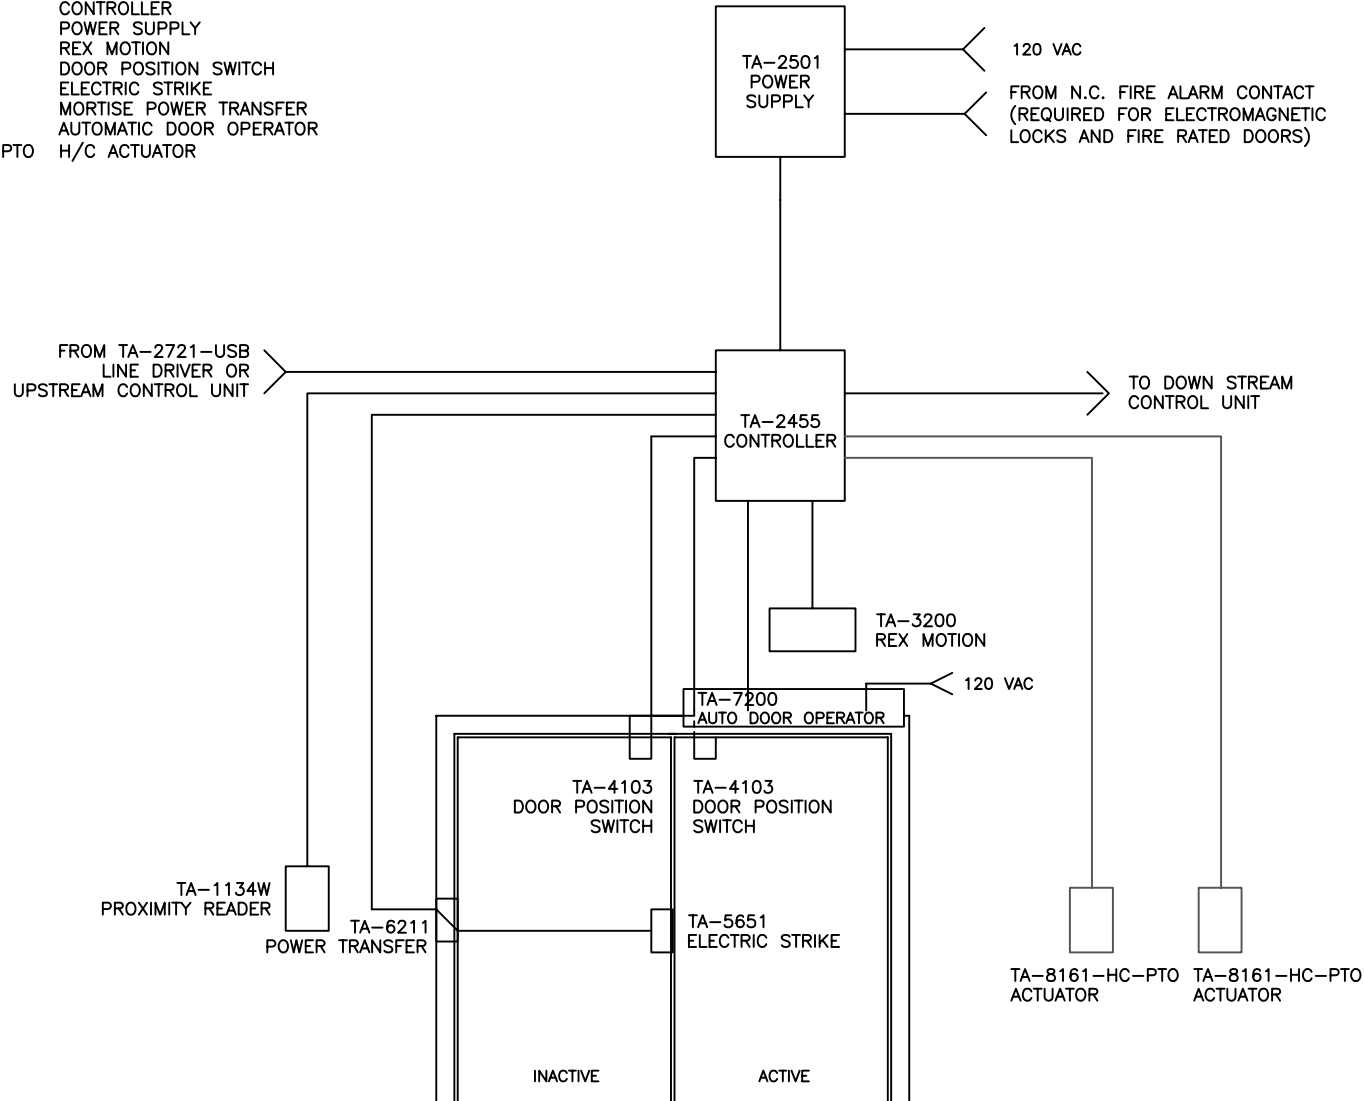 CONTROLLER
POWER SUPPLY
REX MOTION
DOOR POSITION SWITCH
ELECTRIC STRIKE
MORTISE POWER TRANSFER
AUTOMATIC DOOR OPERATOR
PTO H/C ACTUATOR
TA-2501
POWER
SUPPLY
120 VAC
FROM N.C. FIRE ALARM CONTACT
(REQUIRED FOR ELECTROMAGNETIC
LOCKS AND FIRE RATED DOORS)
FROM TA-2721-USB
LINE DRIVER OR
UPSTREAM CONTROL UNIT
TA-2455
CONTROLLER
TO DOWN STREAM
CONTROL UNIT
TA-3200
REX MOTION
120 VAC
TA-7200
AUTO DOOR OPERATOR
TA-4103
DOOR POSITION
SWITCH
TA-4103
DOOR POSITION
SWITCH
TA-1134W
PROXIMITY READER
TA-6211
POWER TRANSFER
TA-5651
ELECTRIC STRIKE
TA-8161-HC-PTO
ACTUATOR
TA-8161-HC-PTO
ACTUATOR
INACTIVE
ACTIVE